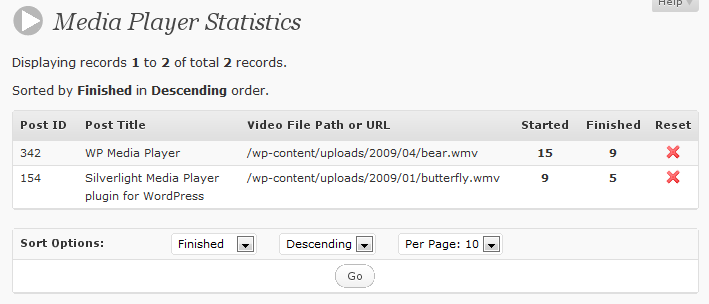 Help
Media Player Statistics
Displaying records 1 to 2 of total 2 records.
Sorted by Finished in Descending order.
Post ID Post Title Video File Path or URL Started Finished Reset
342 WP Media Player /wp-content/uploads/2009/04/bear.wmv 15 9
154 Silverlight Media Player /wp-content/uploads/2009/01/butterfly.wmv 9 5
plugin for WordPress
Sort Options: Finished Descending Per Page: 10
Go